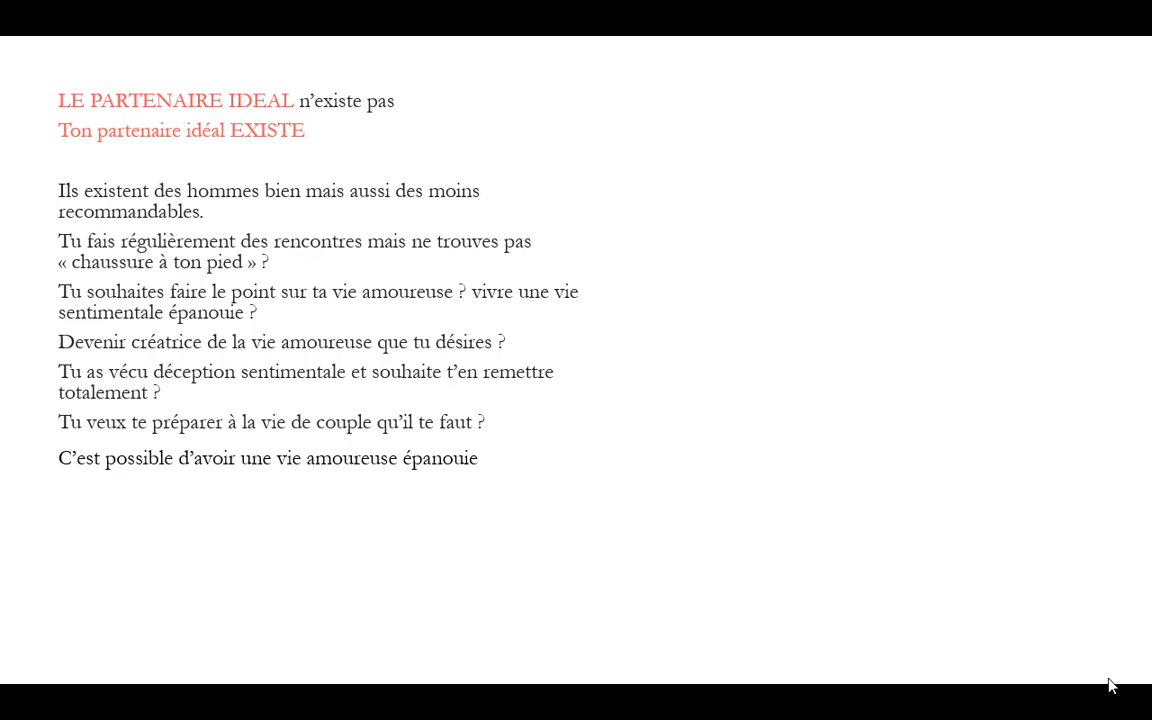 LE PARTENAIRE IDEAL n’existe pas
Ton partenaire idéal EXISTE
Ils existent des hommes bien mais aussi des moins
recommandables.
Tu fais régulièrement des rencontres mais ne trouves pas
« chaussure à ton pied » ?
Tu souhaites faire le point sur ta vie amoureuse ? vivre une vie
sentimentale épanouie ?
Devenir créatrice de la vie amoureuse que tu désires ?
Tu as vécu déception sentimentale et souhaite t’en remettre
totalement ?
Tu veux te préparer à la vie de couple qu’il te faut ?
C’est possible d’avoir une vie amoureuse épanouie